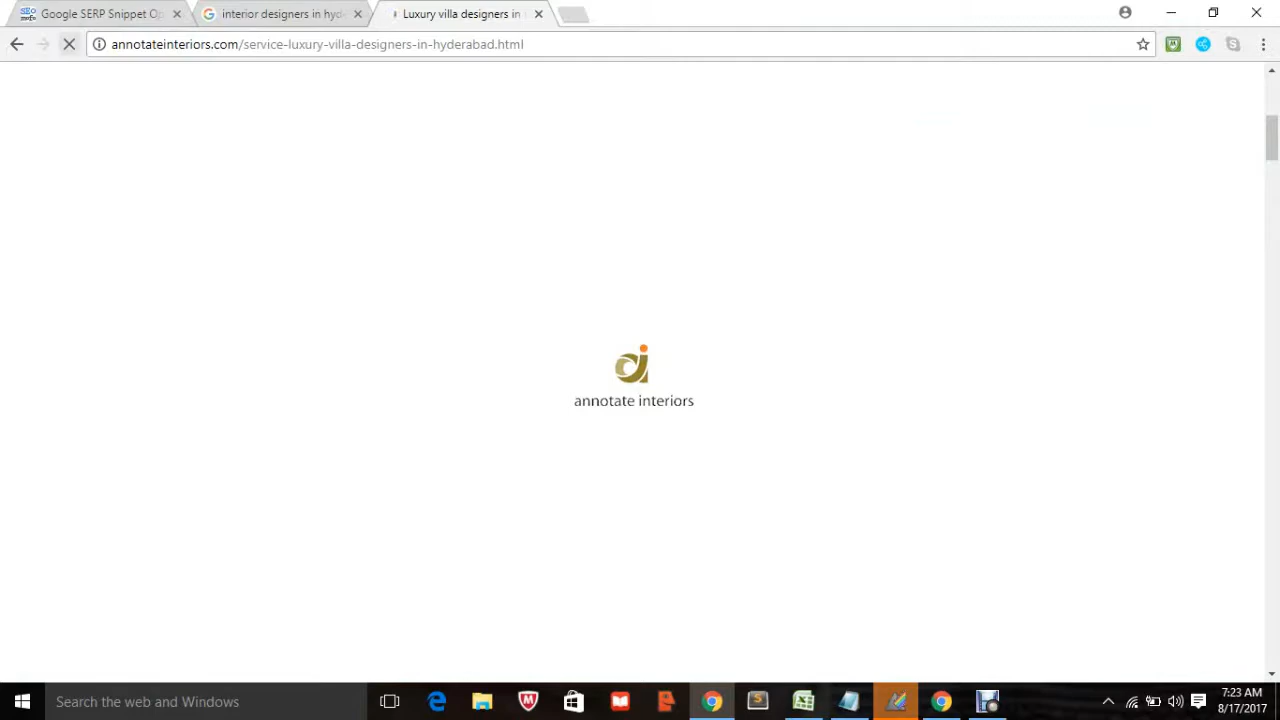 Google SERP Snippet Op
interior designers in hyd
Luxury villa designers in
annotateinteriors.com/service-luxury-villa-designers-in-hyderabad.html
annotate interiors
Search the web and Windows
7:23 AM
8/17/2017